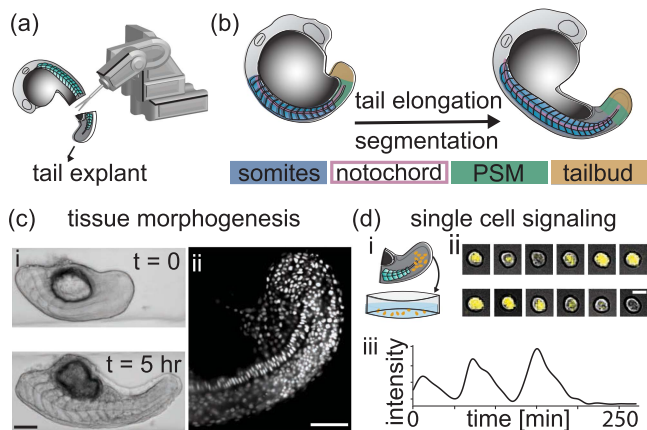 (a)
tail explant
(b)
tail elongation
segmentation
somites notochord PSM tailbud
(c) tissue morphogenesis
i t = 0
t = 5 hr
ii
(d) single cell signaling
i
ii
iii
intensity
0 time [min] 250